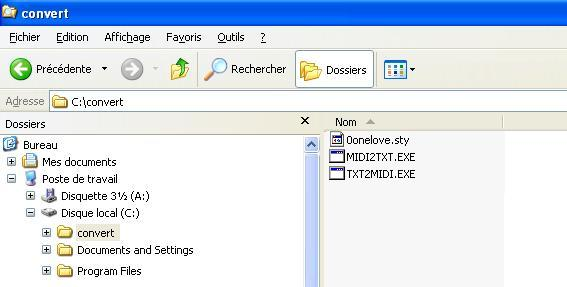 convert
Fichier Edition Affichage Favoris Outils ?
Précédente Rechercher Dossiers
Adresse C:\convert
Dossiers
Bureau
Mes documents
Poste de travail
Disquette 3½ (A:)
Disque local (C:)
convert
Documents and Settings
Program Files
Nom
0onelove.sty
MIDI2TXT.EXE
TXT2MIDI.EXE